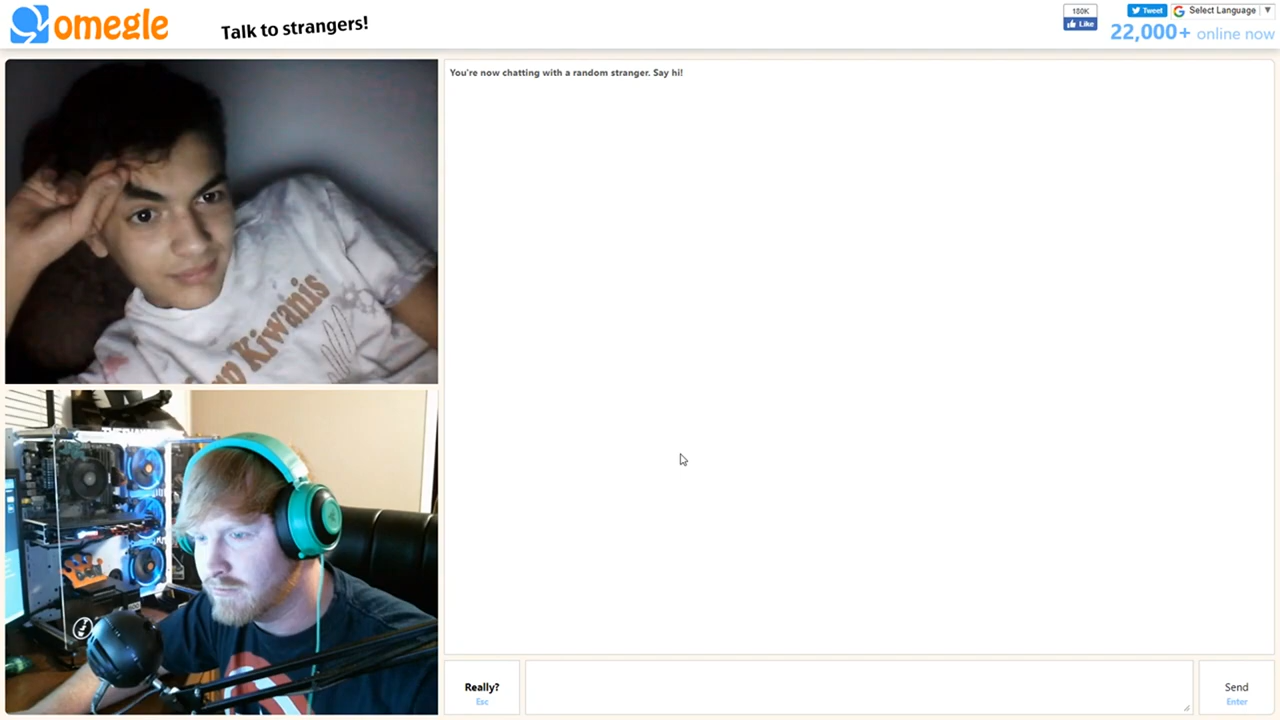 omegle
Talk to strangers!
180K
Like
Tweet
Select Language ▼
22,000+ online now
You're now chatting with a random stranger. Say hi!
Kiwanis
Really?
Esc
Send
Enter